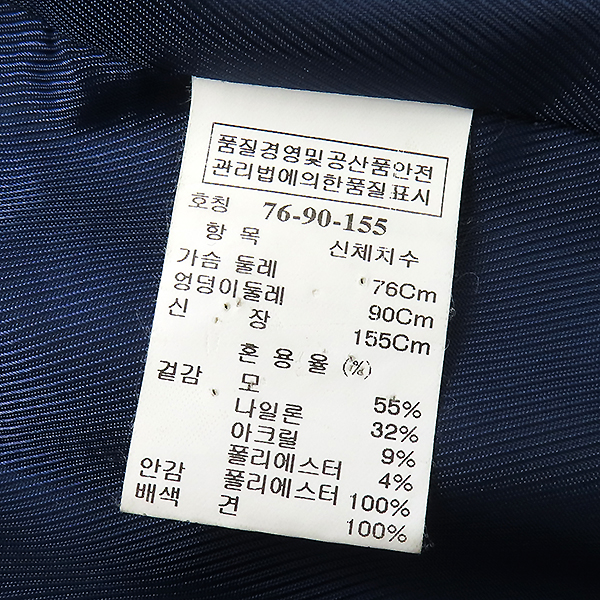 품질경영및공산품안전
관리법에의한품질표시
호칭 76-90-155
항 목 신체치수
가슴 둘레 76Cm
엉덩이둘레 90Cm
신 장 155Cm
혼 용 율 (%)
겉감 모 55%
나일론 32%
아크릴 9%
폴리에스터 4%
안감 폴리에스터 100%
배색 견 100%